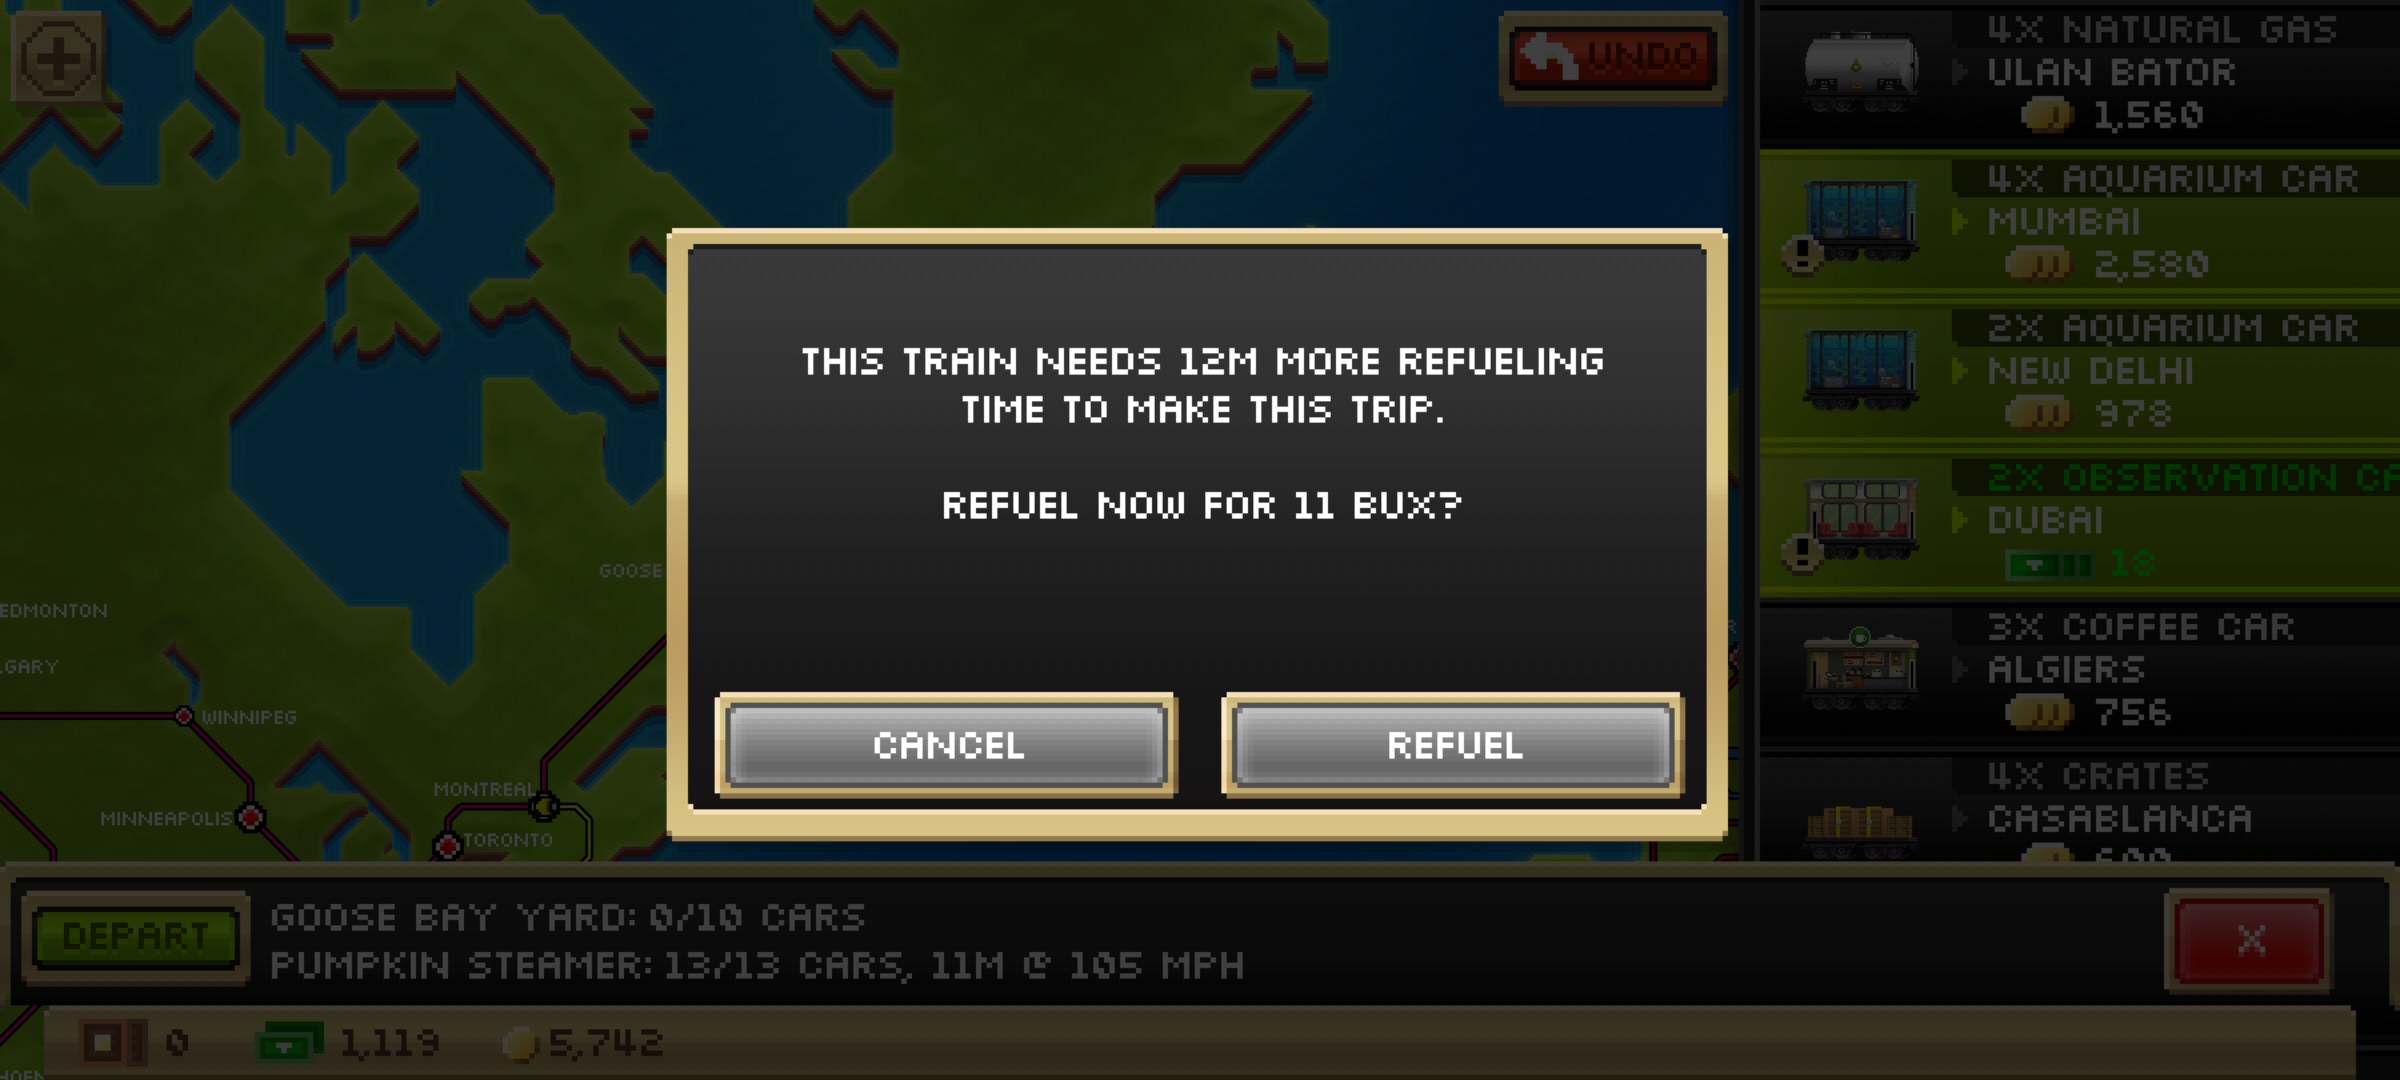 UNDO
4X NATURAL GAS
ULAN BATOR
1,560
4X AQUARIUM CAR
MUMBAI
2,580
2X AQUARIUM CAR
NEW DELHI
978
2X OBSERVATION
DUBAI
18
3X COFFEE CAR
ALGIERS
756
4X CRATES
CASABLANCA
THIS TRAIN NEEDS 12M MORE REFUELING
TIME TO MAKE THIS TRIP.
REFUEL NOW FOR 11 BUX?
CANCEL
REFUEL
GOOSE
EDMONTON
LGARY
WINNIPEG
MONTREAL
MINNEAPOLIS
TORONTO
DEPART
GOOSE BAY YARD: 0/10 CARS
PUMPKIN STEAMER: 13/13 CARS, 11M @ 105 MPH
X
0
1,119
5,742